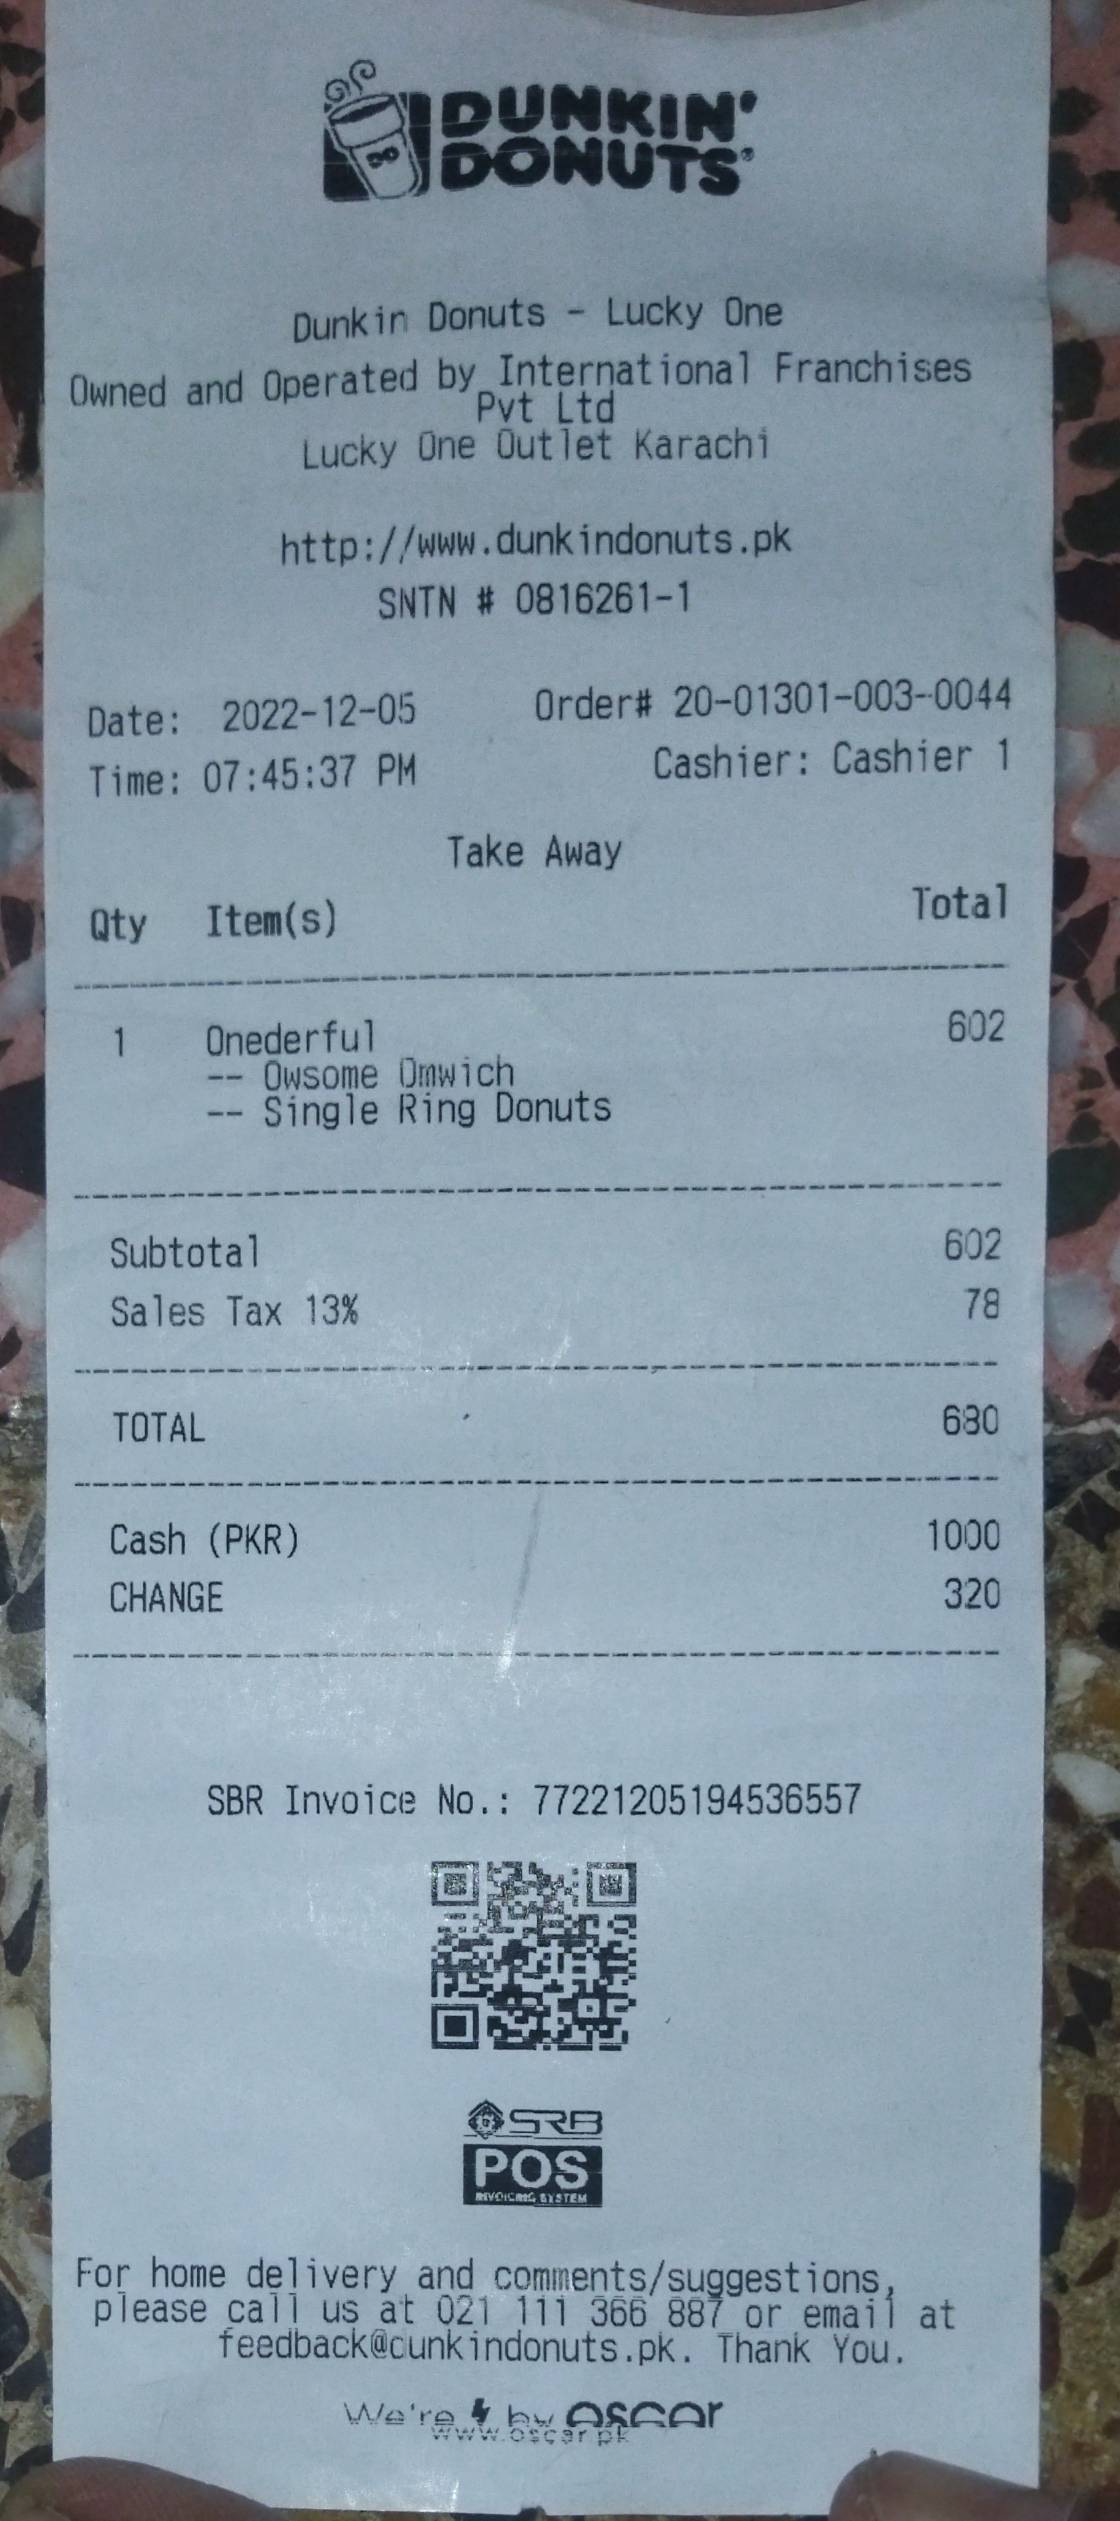 DUNKIN'
DONUTS
Dunkin Donuts - Lucky One
Owned and Operated by International Franchises
Pvt Ltd
Lucky One Outlet Karachi
http://www.dunkindonuts.pk
SNTN # 0816261-1
Date: 2022-12-05 Order# 20-01301-003-0044
Time: 07:45:37 PM Cashier: Cashier 1
Take Away
Qty Item(s) Total
1 Onederful 602
-- Owsome Omwich
-- Single Ring Donuts
Subtotal 602
Sales Tax 13% 78
TOTAL 680
Cash (PKR) 1000
CHANGE 320
SBR Invoice No.: 77221205194536557
SRB
POS
INVOICING SYSTEM
For home delivery and comments/suggestions,
please call us at 021 111 366 887 or email at
feedback@dunkindonuts.pk. Thank You.
We're by oscar
www.oscar.pk